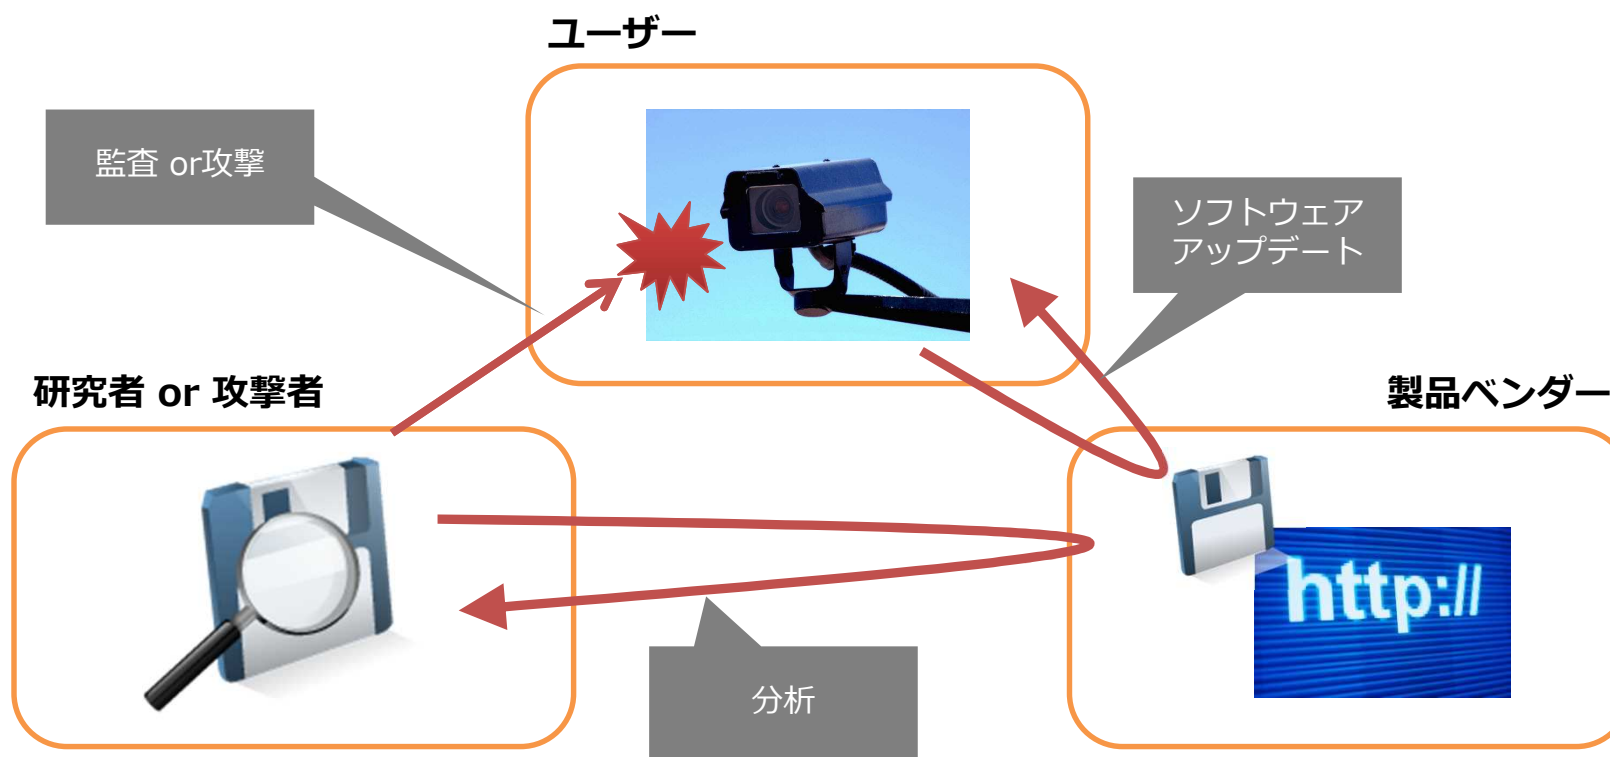 ユーザー
監査 or攻撃
ソフトウェア
アップデート
研究者 or 攻撃者
製品ベンダー
http://
分析